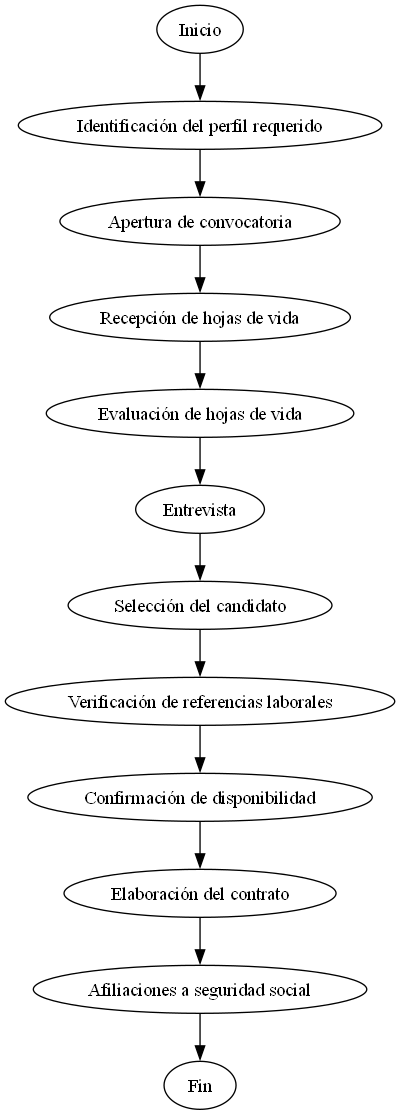 Inicio
Identificación del perfil requerido
Apertura de convocatoria
Recepción de hojas de vida
Evaluación de hojas de vida
Entrevista
Selección del candidato
Verificación de referencias laborales
Confirmación de disponibilidad
Elaboración del contrato
Afiliaciones a seguridad social
Fin